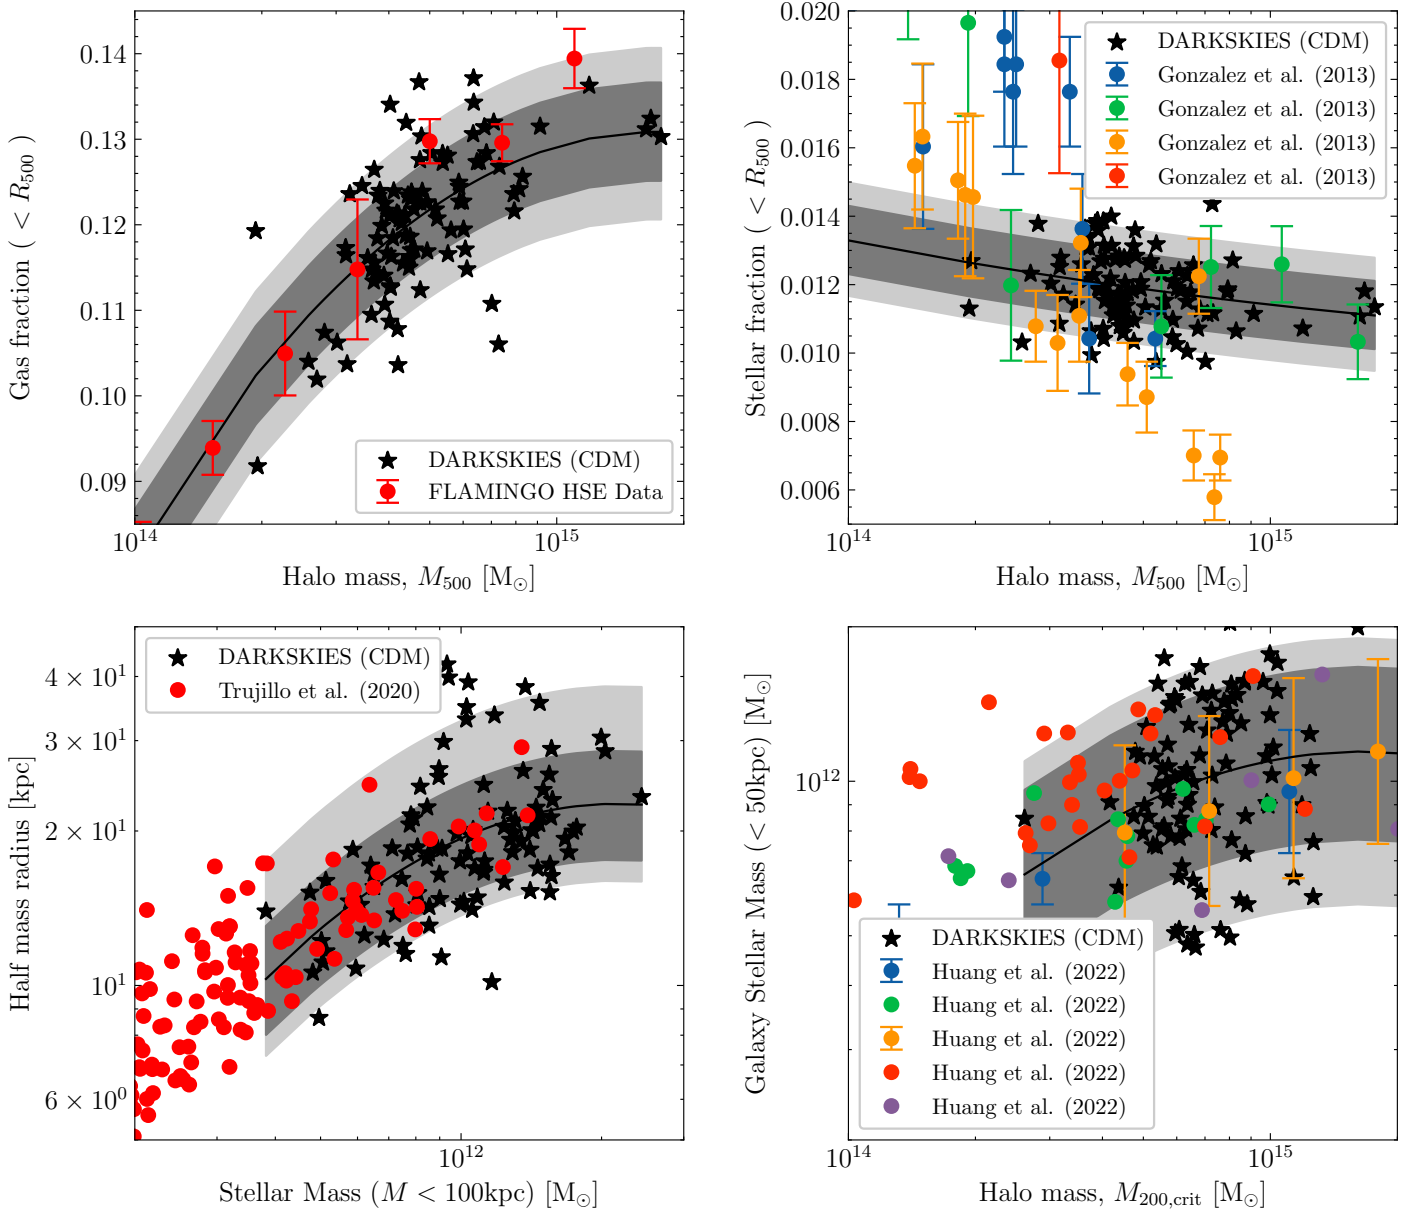 0.14
0.13
0.12
0.11
0.10
0.09
Gas fraction ( < R500)
DARKSKIES (CDM)
FLAMINGO HSE Data
10^14
10^15
Halo mass, M500 [M⊙]
0.020
0.018
0.016
0.014
0.012
0.010
0.008
0.006
Stellar fraction ( < R500)
DARKSKIES (CDM)
Gonzalez et al. (2013)
Gonzalez et al. (2013)
Gonzalez et al. (2013)
Gonzalez et al. (2013)
10^14
10^15
Halo mass, M500 [M⊙]
4 × 10^1
3 × 10^1
2 × 10^1
10^1
6 × 10^0
Half mass radius [kpc]
DARKSKIES (CDM)
Trujillo et al. (2020)
10^12
Stellar Mass (M < 100kpc) [M⊙]
10^12
Galaxy Stellar Mass (< 50kpc) [M⊙]
DARKSKIES (CDM)
Huang et al. (2022)
Huang et al. (2022)
Huang et al. (2022)
Huang et al. (2022)
Huang et al. (2022)
10^14
10^15
Halo mass, M200,crit [M⊙]